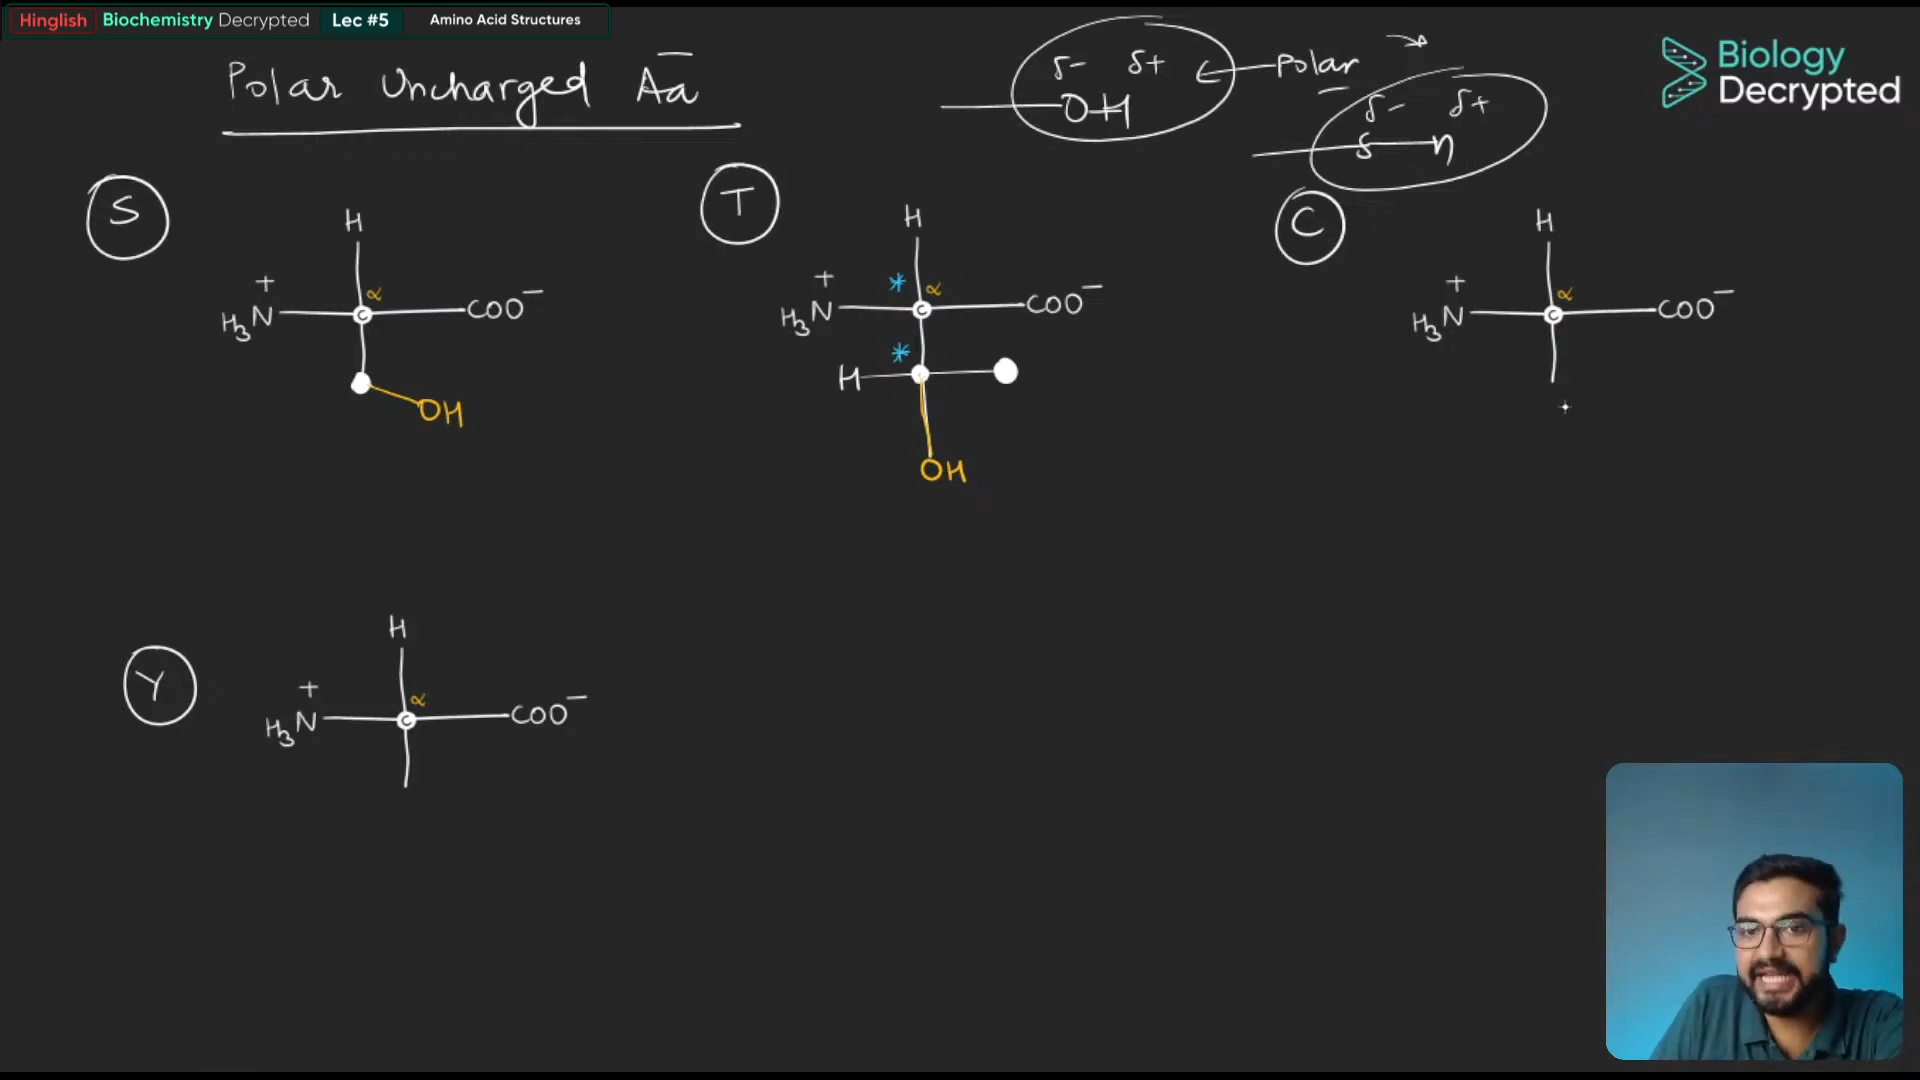 Hinglish Biochemistry Decrypted Lec #5 Amino Acid Structures
Polar Uncharged Aa
δ- δ+ Polar
OH
δ- δ+
S
Biology
Decrypted
S
H
+
H3N C α COO−
OH
T
H
+
H3N * C α COO−
* H
OH
C
H
+
H3N C α COO−
Y
H
+
H3N C α COO−